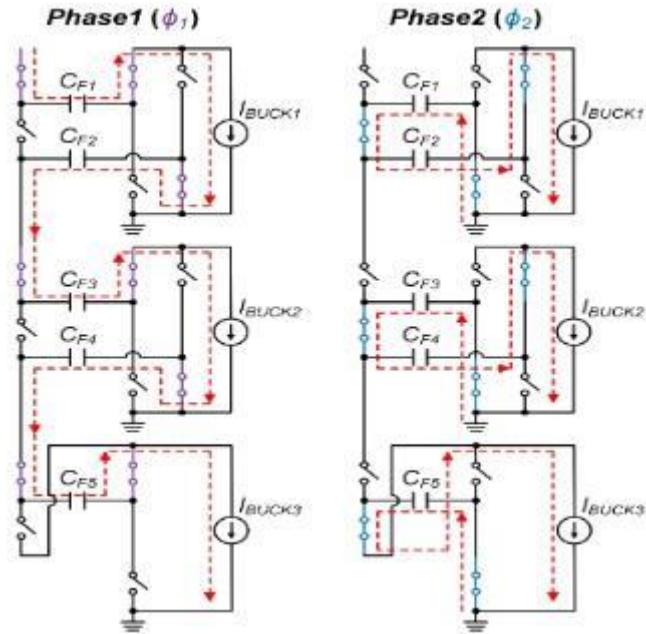 Phase1 (ϕ1) Phase2 (ϕ2)
CF1 CF1
IBUCK1 IBUCK1
CF2 CF2
CF3 CF3
IBUCK2 IBUCK2
CF4 CF4
CF5 CF5
IBUCK3 IBUCK3